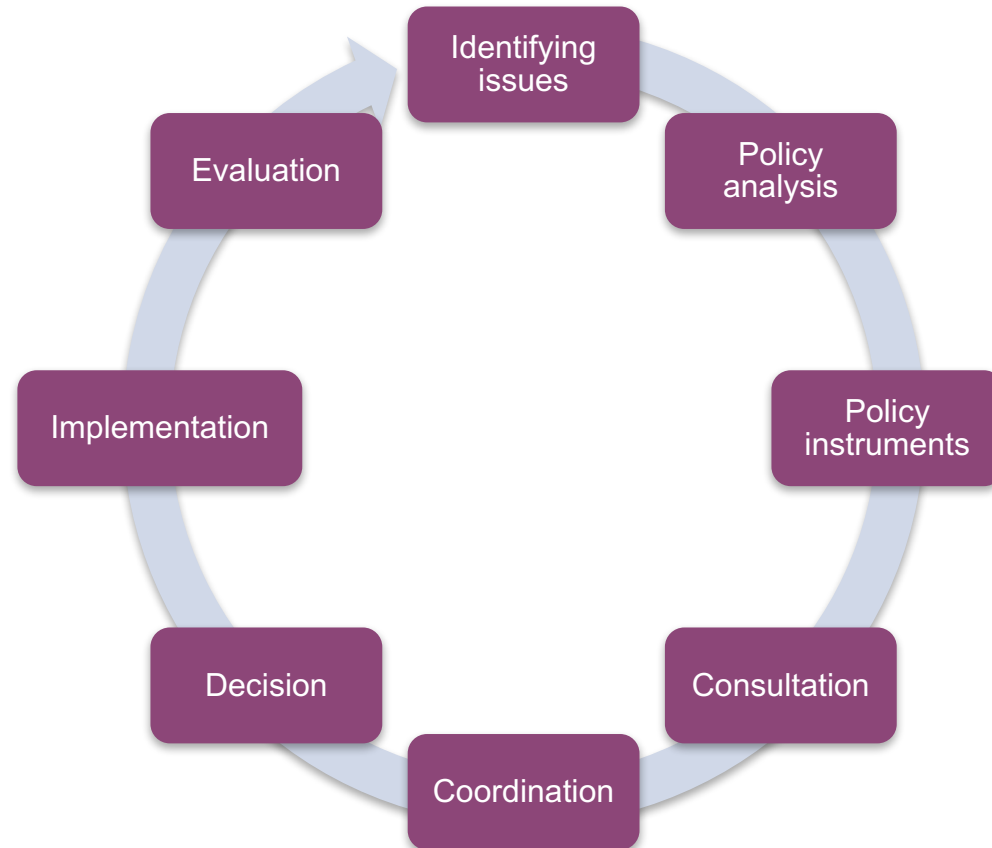 Identifying
issues
Policy
analysis
Policy
instruments
Consultation
Coordination
Decision
Implementation
Evaluation